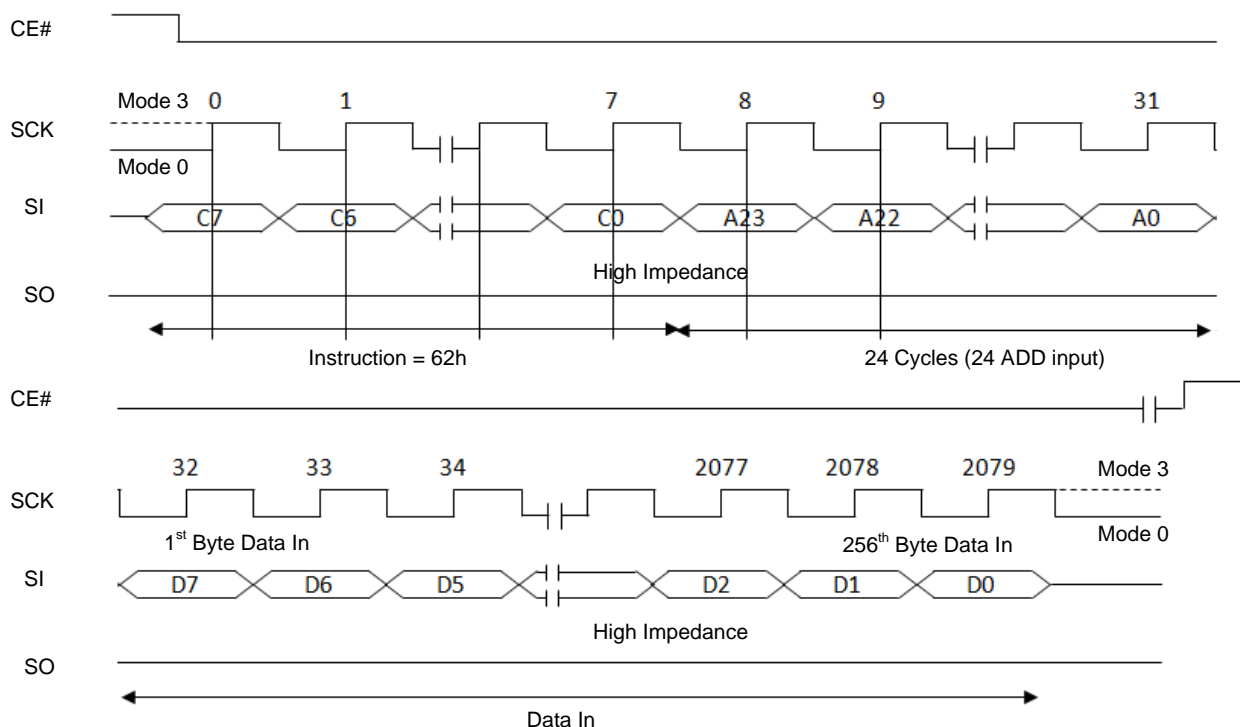 CE#
Mode 3 0 1 7 8 9 31
SCK
Mode 0
SI C7 C6 C0 A23 A22 A0
High Impedance
SO
Instruction = 62h 24 Cycles (24 ADD input)
CE#
32 33 34 2077 2078 2079 Mode 3
SCK
Mode 0
1st Byte Data In 256th Byte Data In
SI D7 D6 D5 D2 D1 D0
High Impedance
SO
Data In